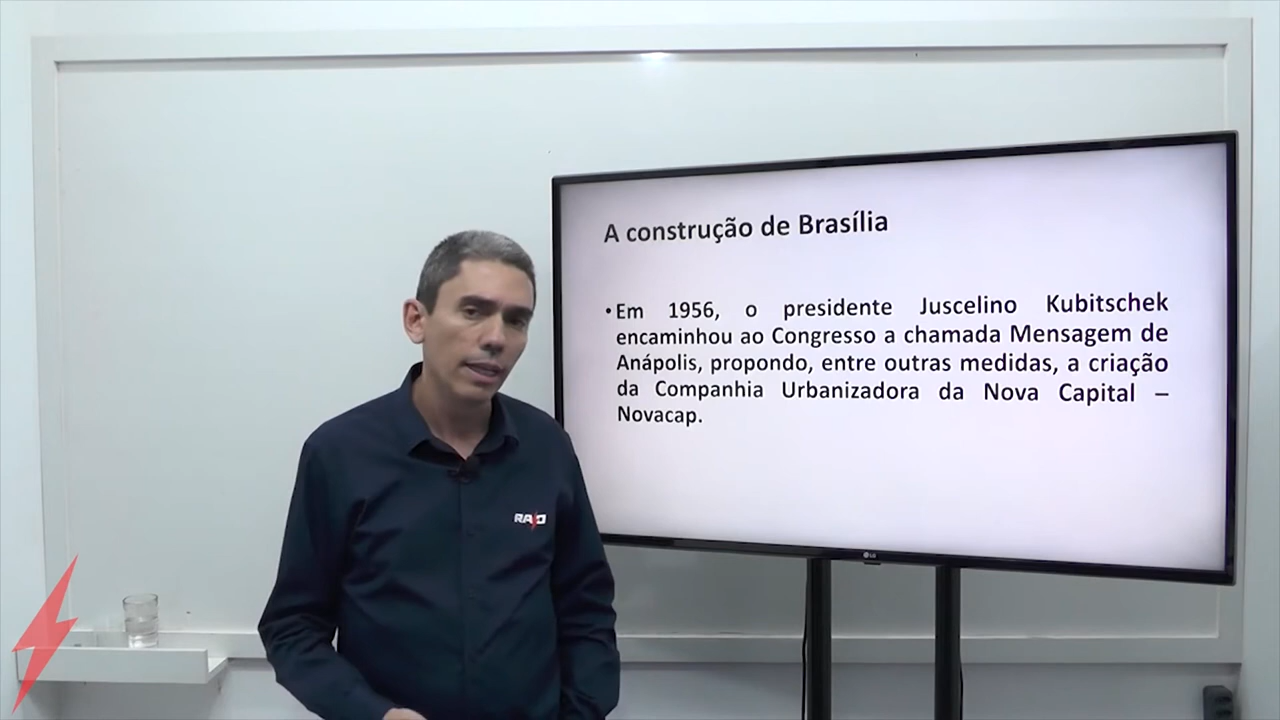 A construção de Brasília
• Em 1956, o presidente Juscelino Kubitschek
encaminhou ao Congresso a chamada Mensagem de
Anápolis, propondo, entre outras medidas, a criação
da Companhia Urbanizadora da Nova Capital –
Novacap.
LG